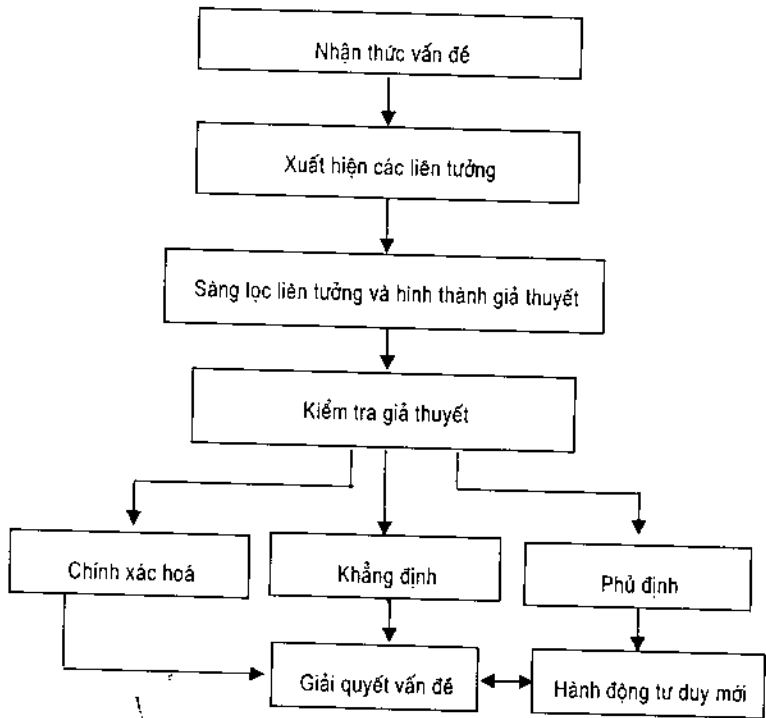 Nhận thức vấn đề
Xuất hiện các liên tưởng
Sàng lọc liên tưởng và hình thành giả thuyết
Kiểm tra giả thuyết
Chính xác hoá
Khẳng định
Phủ định
Giải quyết vấn đề
Hành động tư duy mới